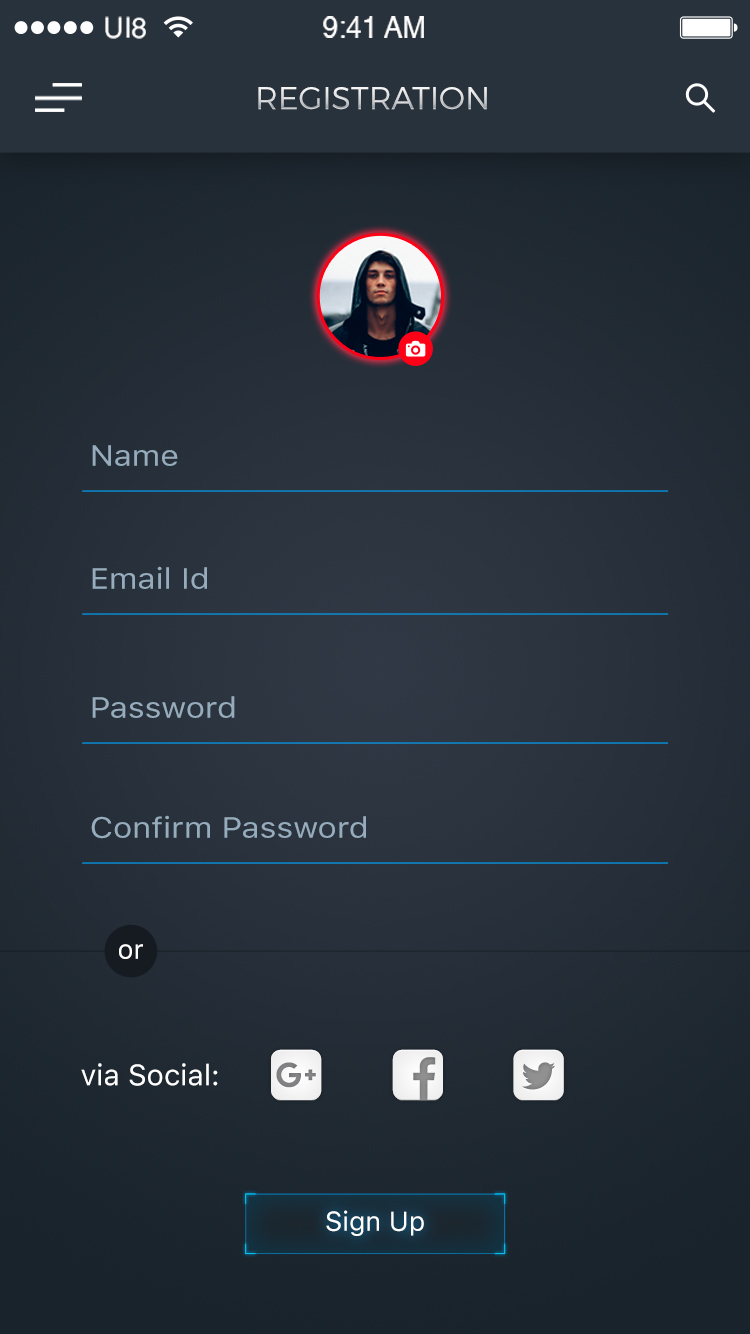 UI8 9:41 AM
REGISTRATION
Name
Email Id
Password
Confirm Password
or
via Social: G+ f
Sign Up